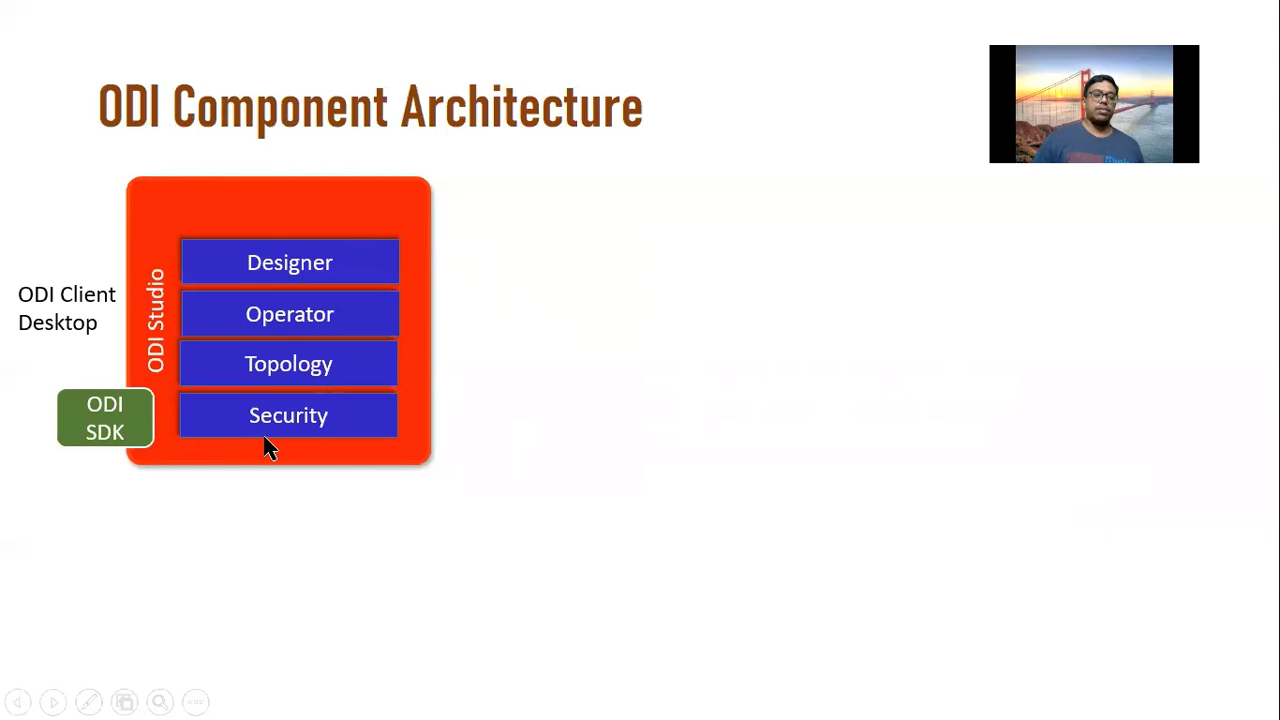 ODI Component Architecture
Designer
Operator
Topology
Security
ODI Studio
ODI Client
Desktop
ODI
SDK